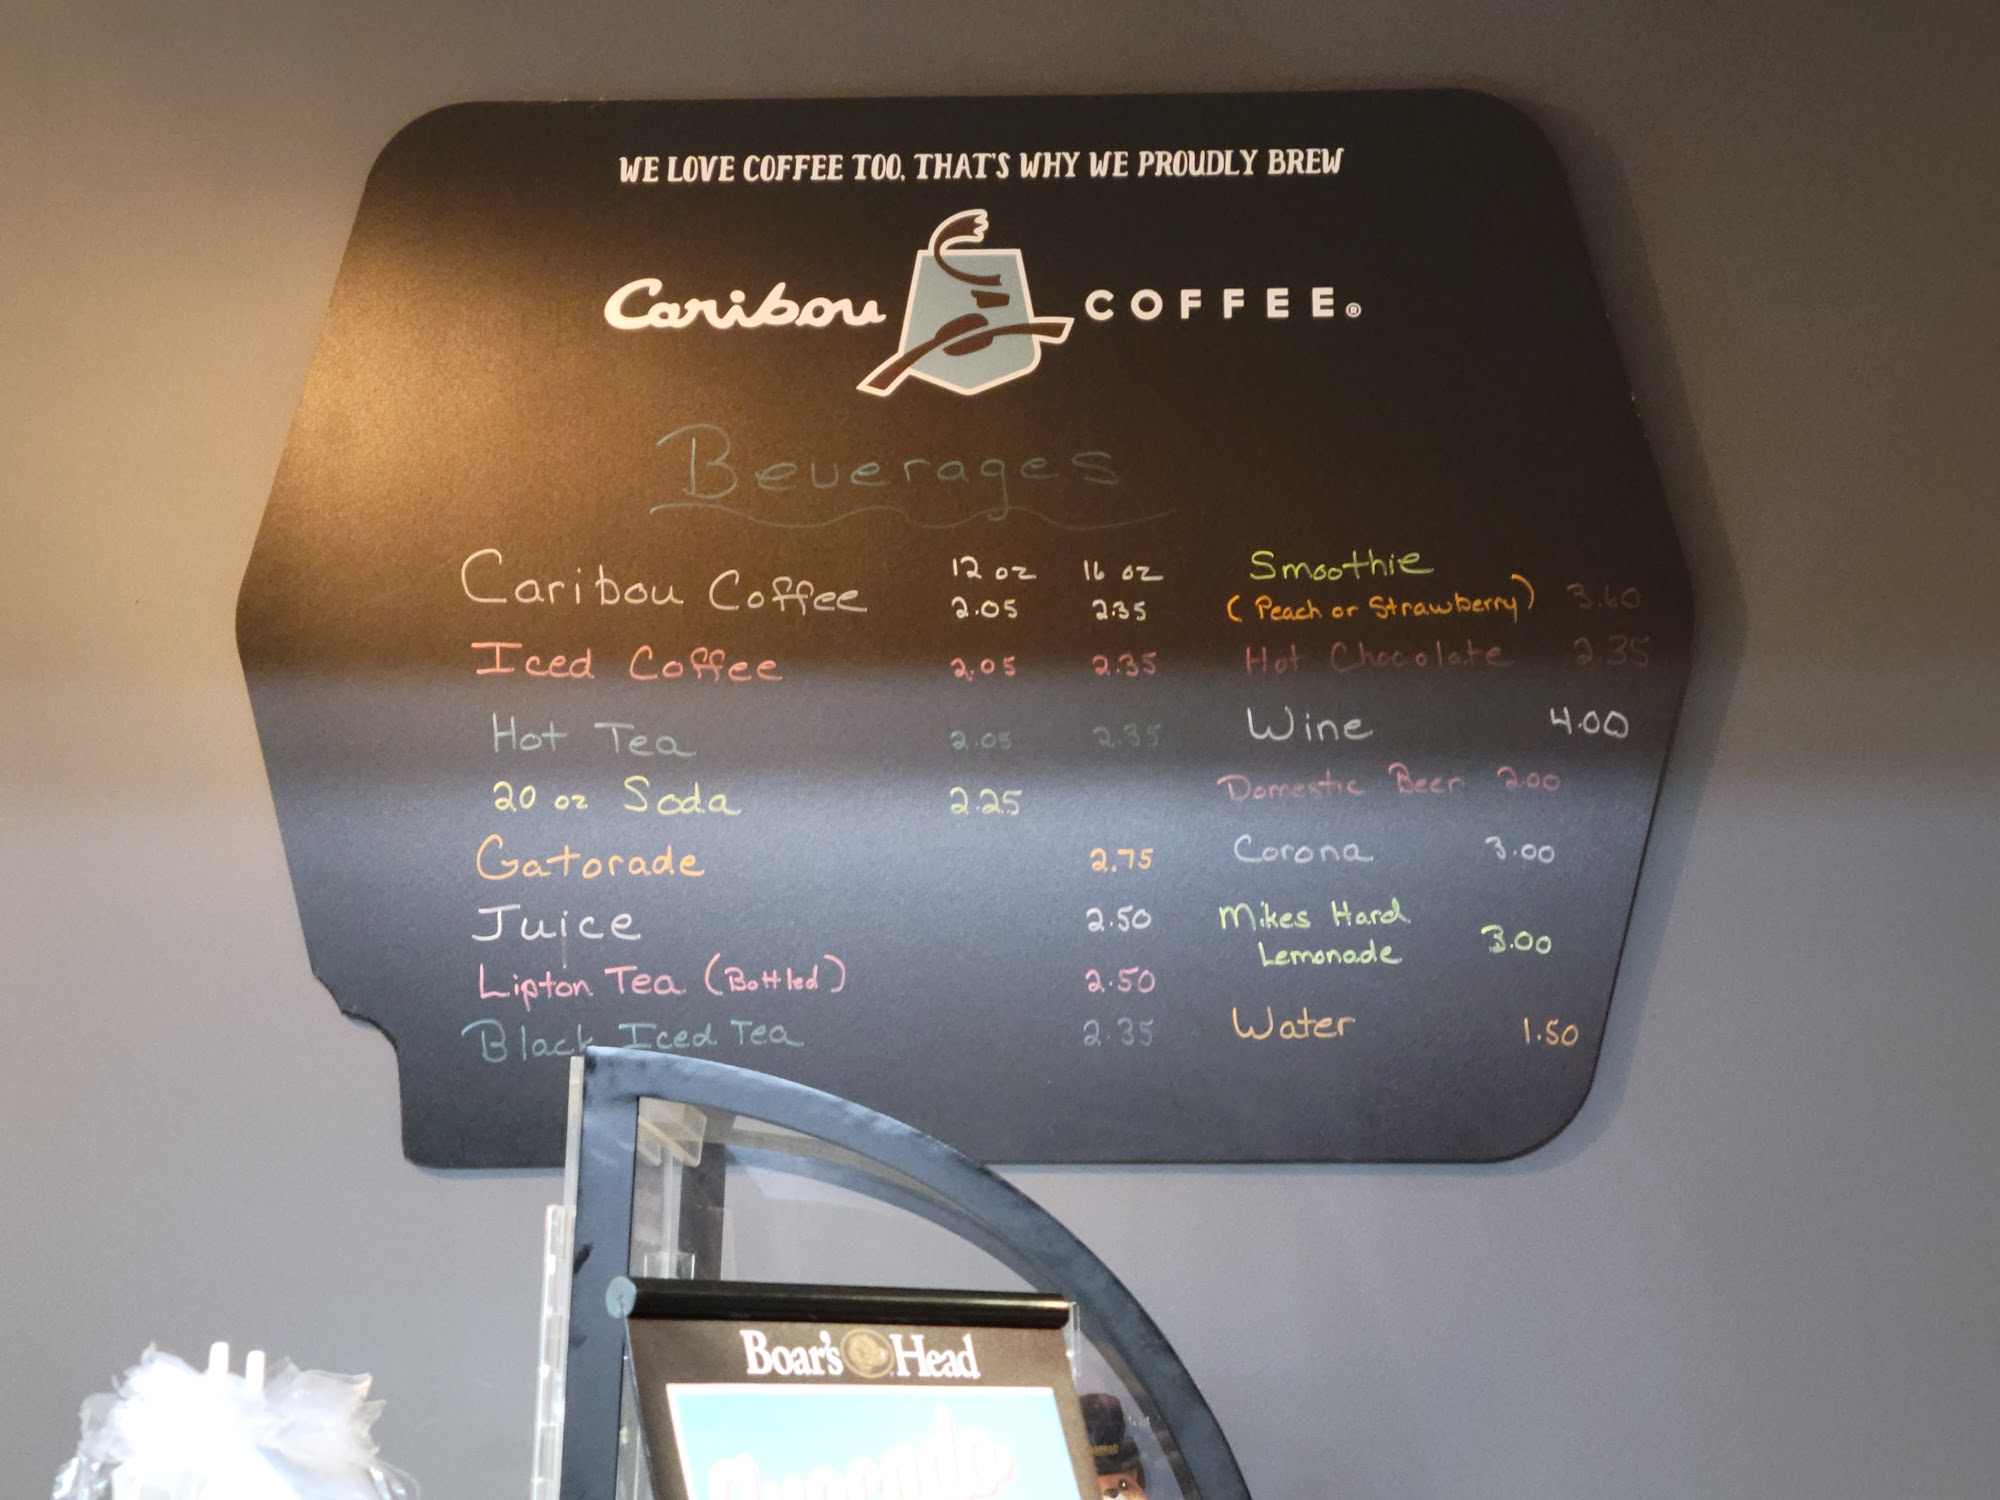 WE LOVE COFFEE TOO, THAT'S WHY WE PROUDLY BREW
Caribou COFFEE®
Beverages
12 oz 16 oz
Caribou Coffee 2.05 2.35
Iced Coffee 2.05 2.35
Hot Tea 2.05 2.35
20 oz Soda 2.25
Gatorade 2.75
Juice 2.50
Lipton Tea (Bottled) 2.50
Black Iced Tea 2.35
Smoothie
(Peach or Strawberry) 3.60
Hot Chocolate 2.35
Wine 4.00
Domestic Beer 2.00
Corona 3.00
Mikes Hard
Lemonade 3.00
Water 1.50
Boar's Head